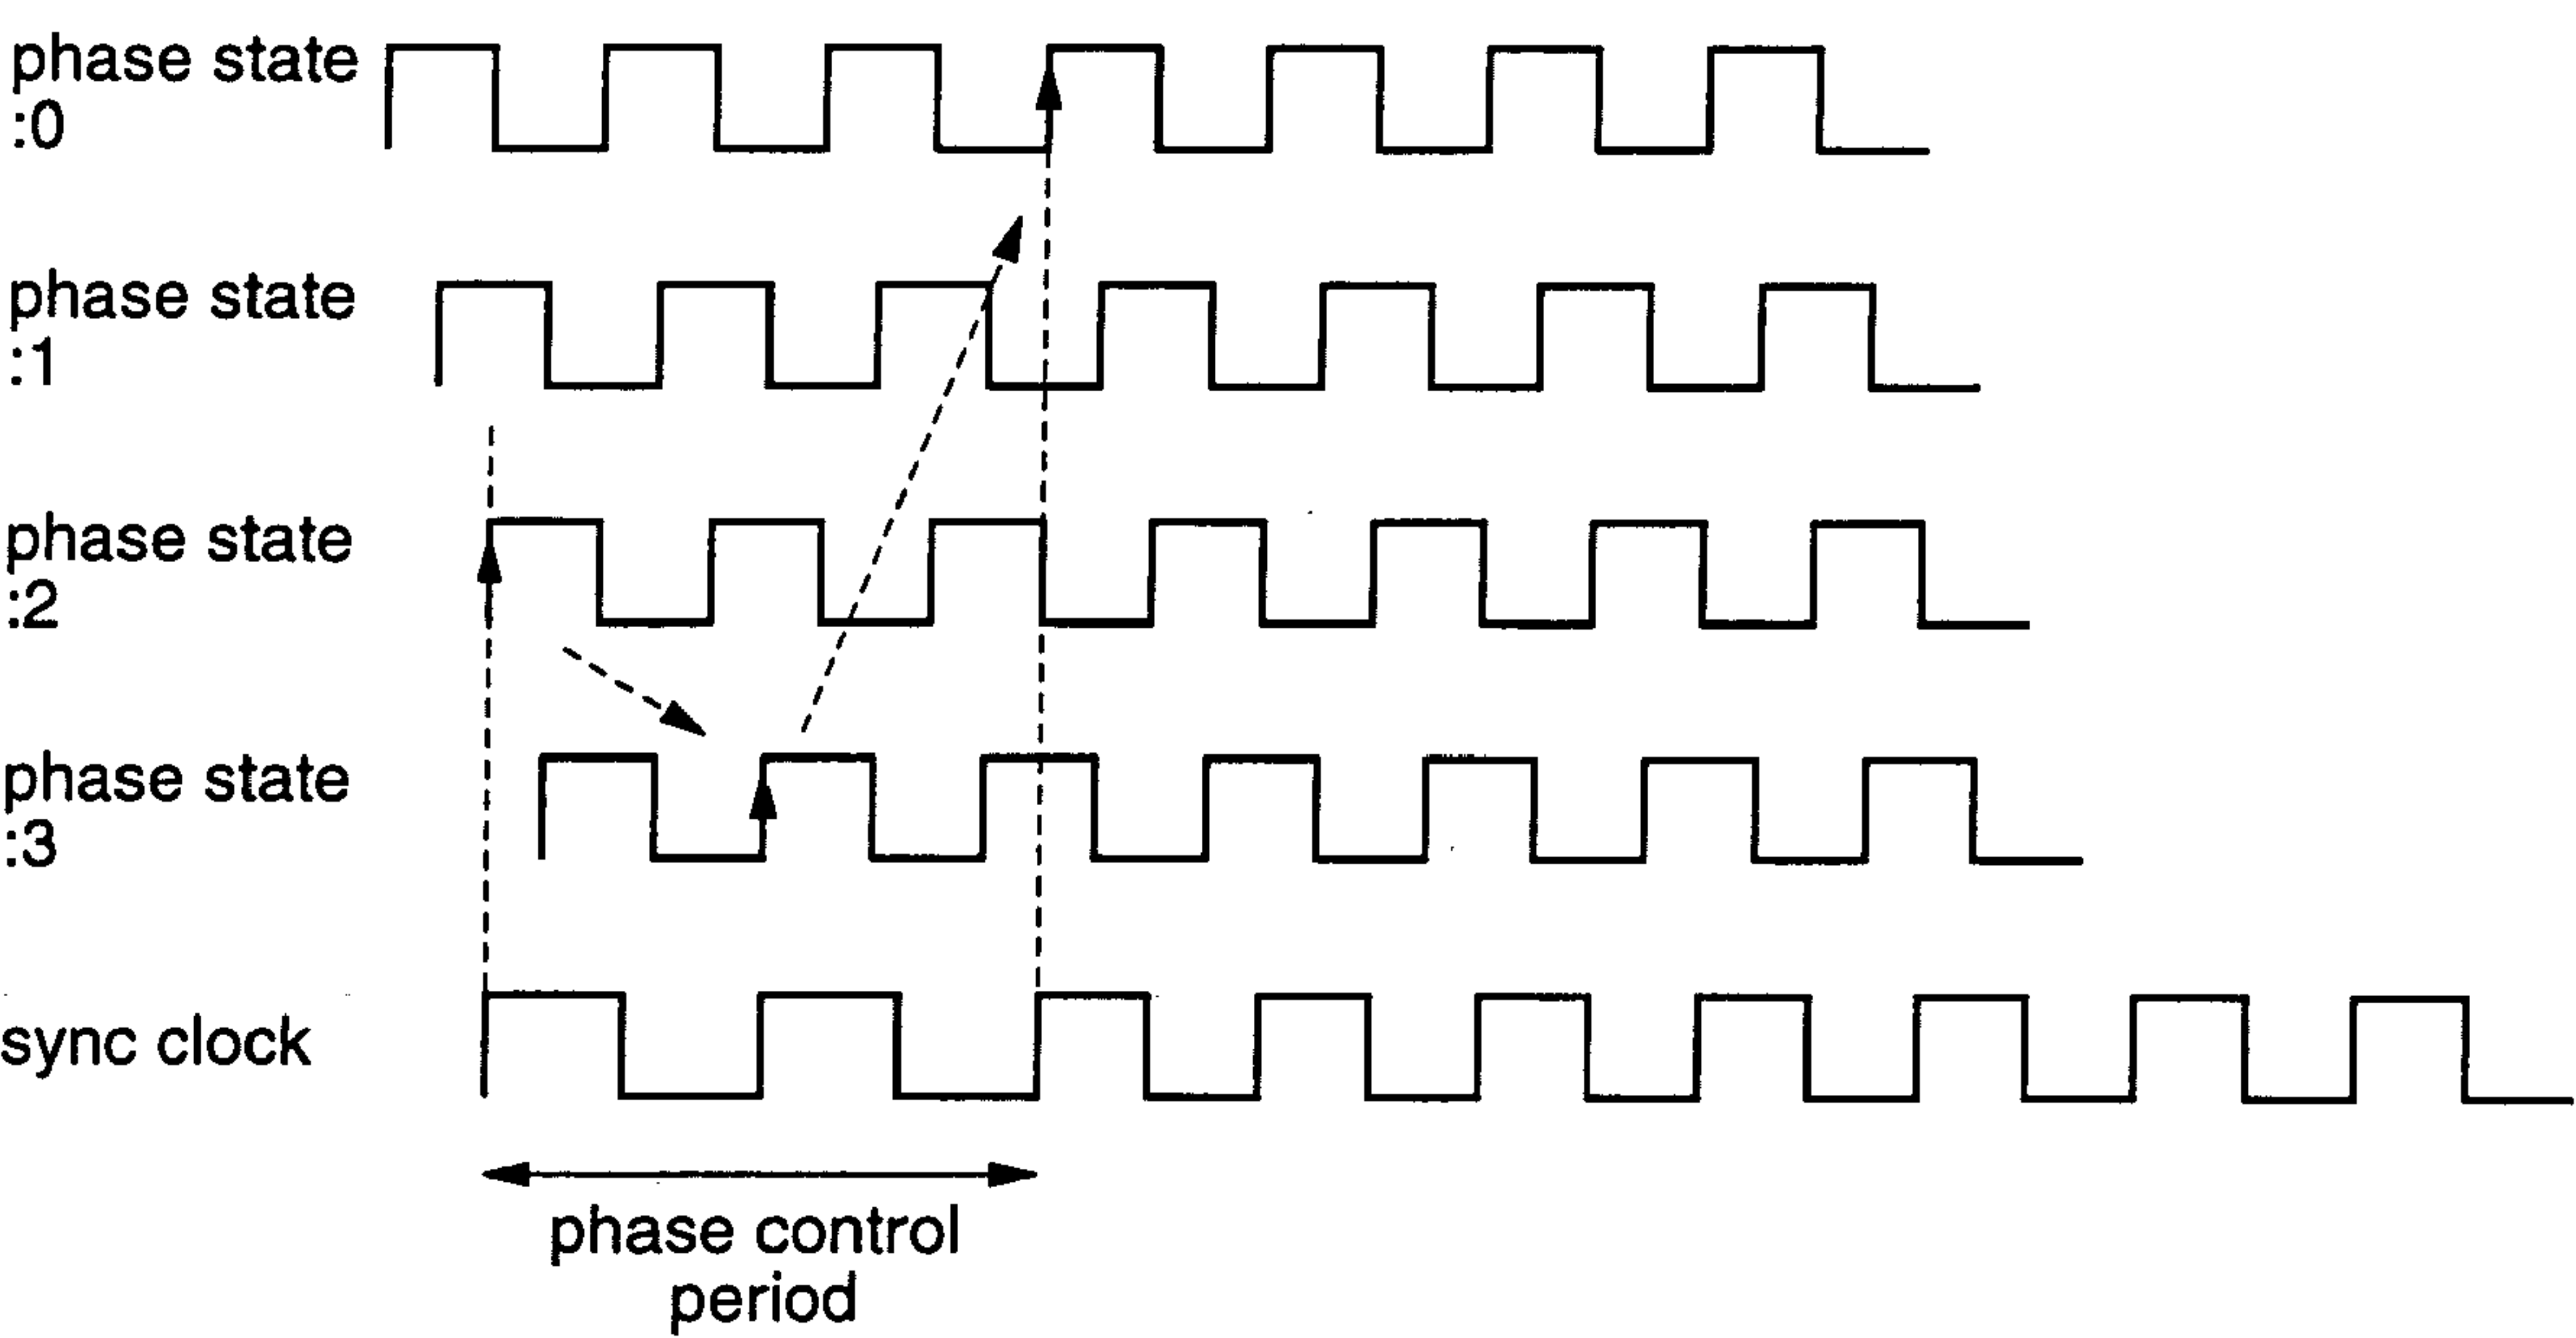 phase state
:0
phase state
:1
phase state
:2
phase state
:3
sync clock
phase control
period